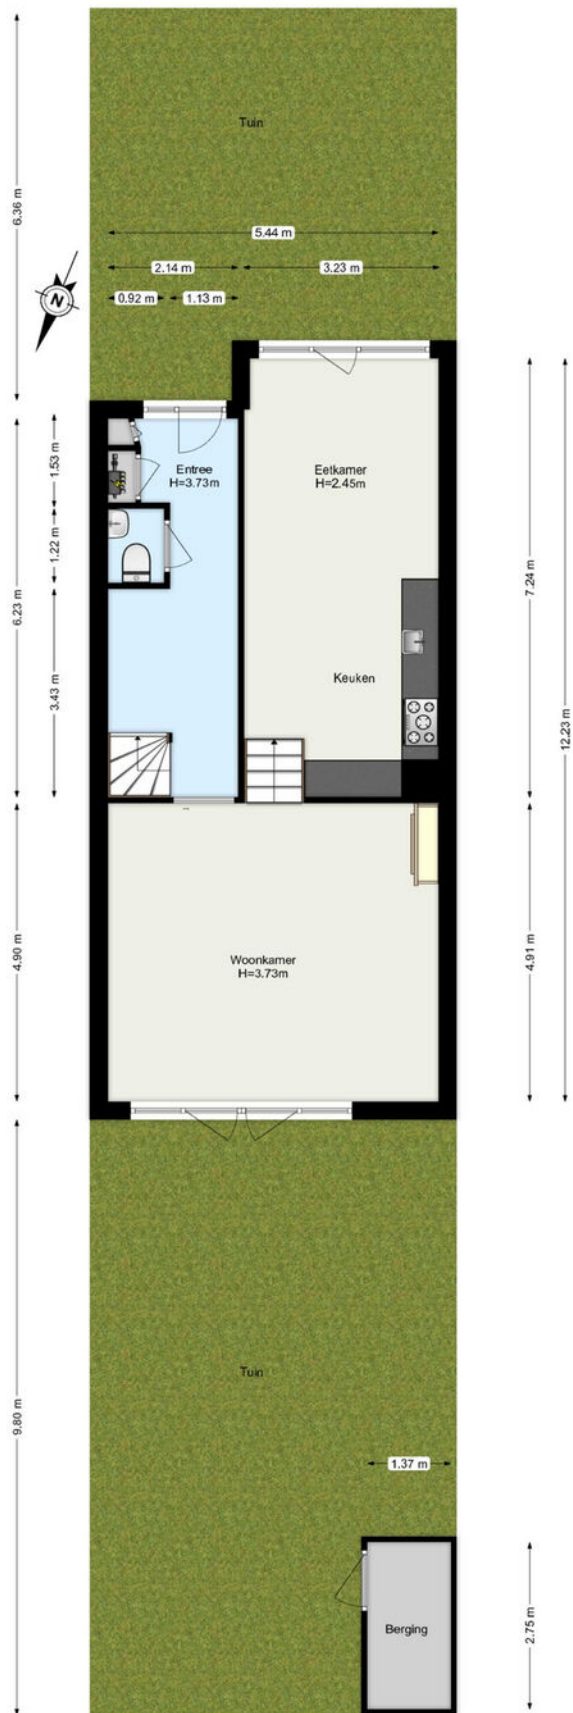 Tuin
6.36 m
5.44 m
2.14 m
3.23 m
0.92 m
1.13 m
N
Entree
H=3.73m
Eetkamer
H=2.45m
1.53 m
1.22 m
6.23 m
3.43 m
7.24 m
12.23 m
Keuken
Woonkamer
H=3.73m
4.90 m
4.91 m
Tuin
9.80 m
1.37 m
Berging
2.75 m